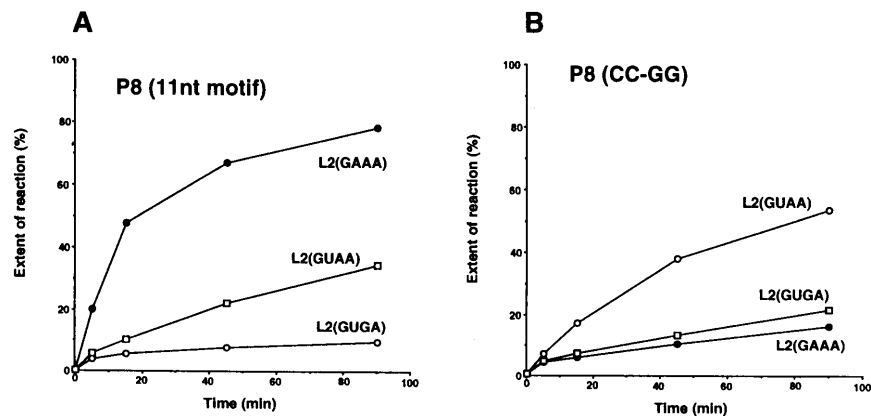 A
P8 (11nt motif)
Extent of reaction (%)
100
80
60
40
20
0
L2(GAAA)
L2(GUAA)
L2(GUGA)
0
20
40
60
80
100
Time (min)
B
P8 (CC-GG)
Extent of reaction (%)
100
80
60
40
20
0
L2(GUAA)
L2(GUGA)
L2(GAAA)
0
20
40
60
80
100
Time (min)